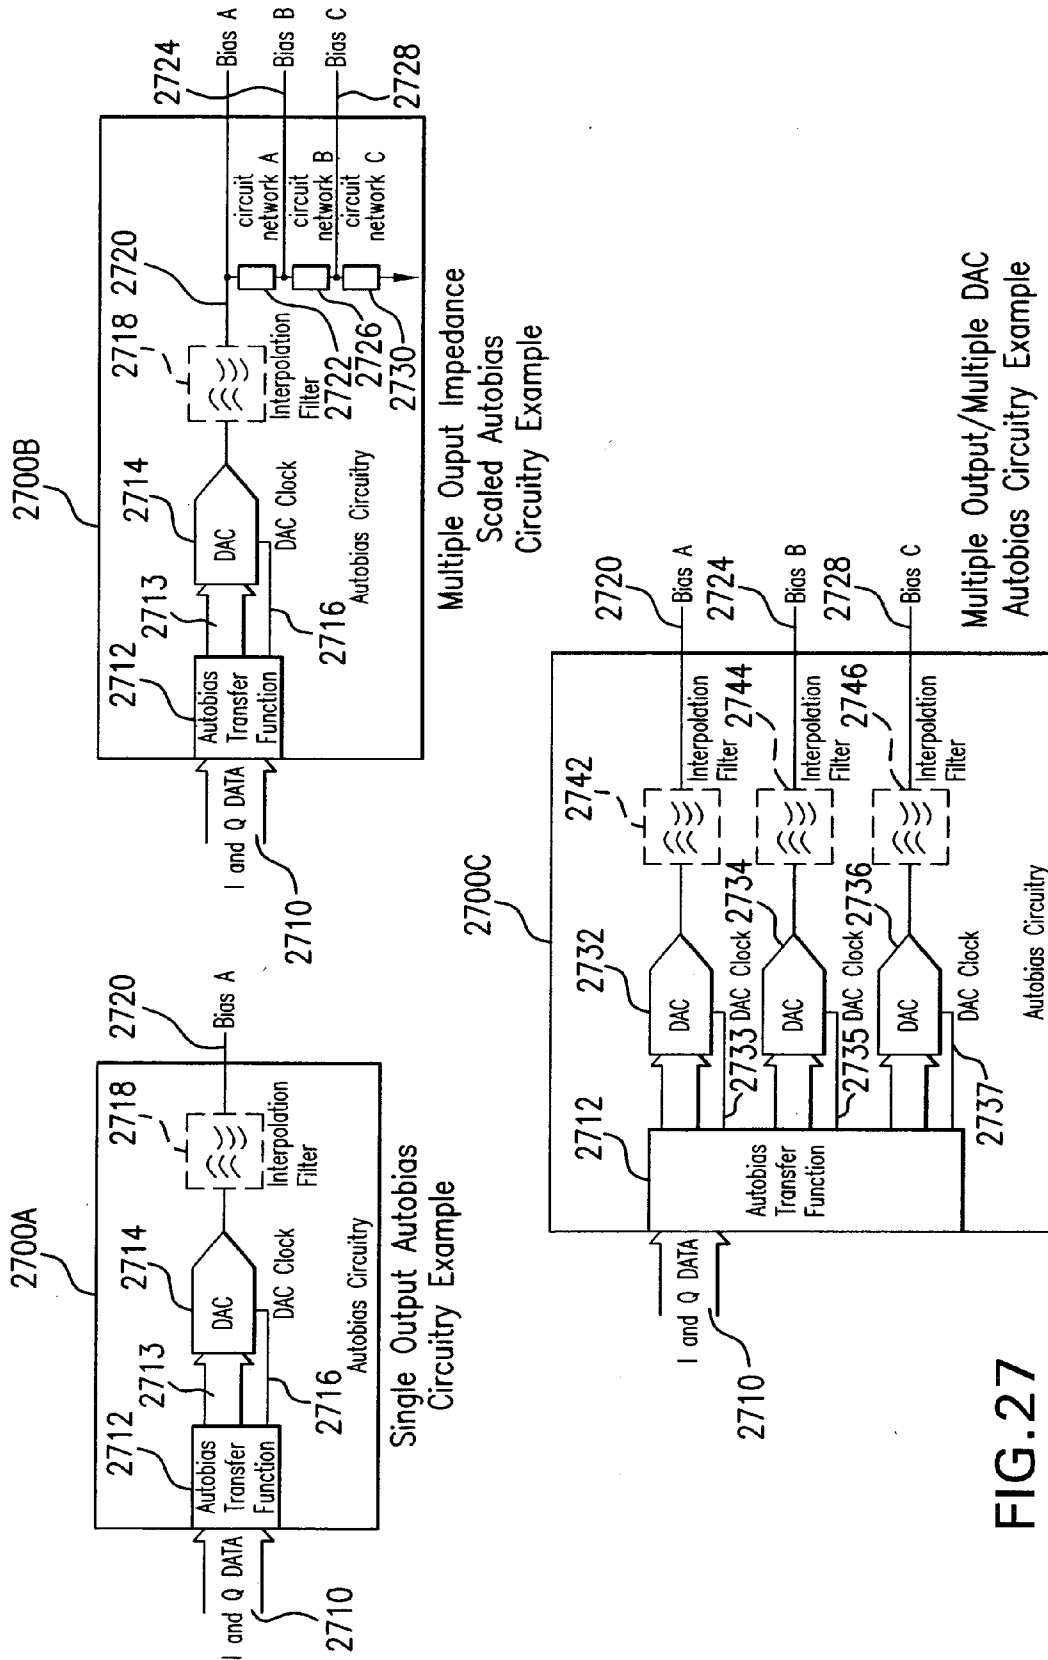 2700A
2712
2713
2714
2718
2720
I and Q DATA
2710
Autobias
Transfer
Function
DAC
DAC Clock
2716
Interpolation
Filter
Bias A
Autobias Circuitry
Single Output Autobias
Circuitry Example
2700B
2712
2713
2714
2718
2720
I and Q DATA
2710
Autobias
Transfer
Function
DAC
DAC Clock
2716
Interpolation
Filter
2722
2726
2730
circuit
network A
circuit
network B
circuit
network C
Bias A
2724
Bias B
Bias C
2728
Autobias Circuitry
Multiple Ouput Impedance
Scaled Autobias
Circuitry Example
2700C
2712
2732
2742
2720
I and Q DATA
2710
Autobias
Transfer
Function
DAC
DAC Clock
2733
2734
Interpolation
Filter
2744
Bias A
2724
DAC
DAC Clock
2735
2736
Interpolation
Filter
2746
Bias B
2728
DAC
DAC Clock
2737
Interpolation
Filter
Bias C
Autobias Circuitry
Multiple Output/Multiple DAC
Autobias Circuitry Example
FIG.27